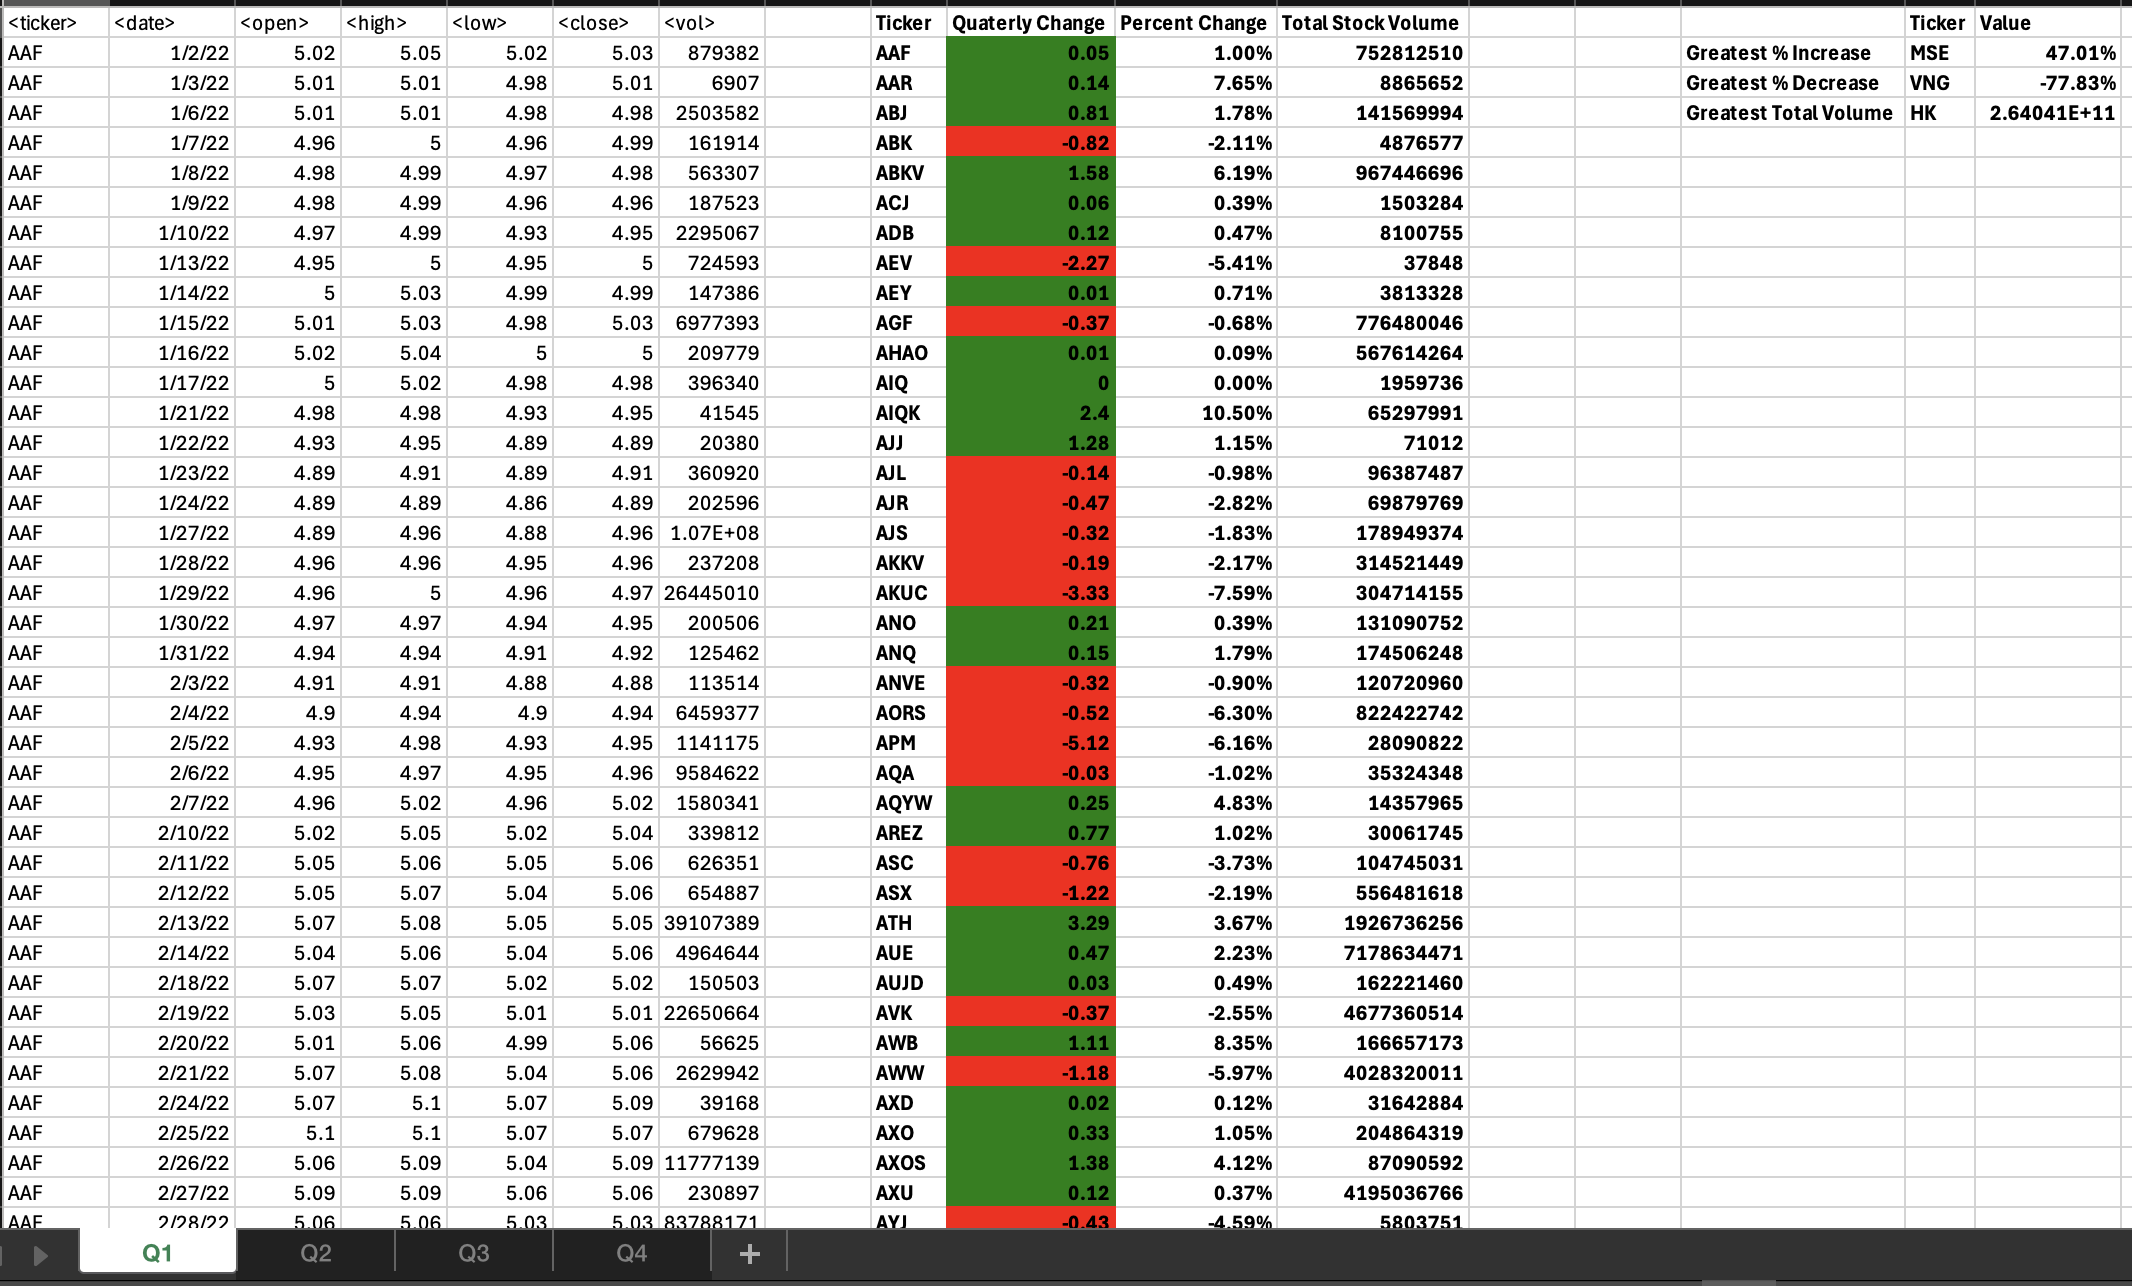 <ticker> <date> <open> <high> <low> <close> <vol> Ticker Quaterly Change Percent Change Total Stock Volume Ticker Value
AAF 1/2/22 5.02 5.05 5.02 5.03 879382 AAF 0.05 1.00% 752812510 Greatest % Increase MSE 47.01%
AAF 1/3/22 5.01 5.01 4.98 5.01 6907 AAR 0.14 7.65% 8865652 Greatest % Decrease VNG -77.83%
AAF 1/6/22 5.01 5.01 4.98 4.98 2503582 ABJ 0.81 1.78% 141569994 Greatest Total Volume HK 2.64041E+11
AAF 1/7/22 4.96 5 4.96 4.99 161914 ABK -0.82 -2.11% 4876577
AAF 1/8/22 4.98 4.99 4.97 4.98 563307 ABKV 1.58 6.19% 967446696
AAF 1/9/22 4.98 4.99 4.96 4.96 187523 ACJ 0.06 0.39% 1503284
AAF 1/10/22 4.97 4.99 4.93 4.95 2295067 ADB 0.12 0.47% 8100755
AAF 1/13/22 4.95 5 4.95 5 724593 AEV -2.27 -5.41% 37848
AAF 1/14/22 5 5.03 4.99 4.99 147386 AEY 0.01 0.71% 3813328
AAF 1/15/22 5.01 5.03 4.98 5.03 6977393 AGF -0.37 -0.68% 776480046
AAF 1/16/22 5.02 5.04 5 5 209779 AHAO 0.01 0.09% 567614264
AAF 1/17/22 5 5.02 4.98 4.98 396340 AIQ 0 0.00% 1959736
AAF 1/21/22 4.98 4.98 4.93 4.95 41545 AIQK 2.4 10.50% 65297991
AAF 1/22/22 4.93 4.95 4.89 4.89 20380 AJJ 1.28 1.15% 71012
AAF 1/23/22 4.89 4.91 4.89 4.91 360920 AJL -0.14 -0.98% 96387487
AAF 1/24/22 4.89 4.89 4.86 4.89 202596 AJR -0.47 -2.82% 69879769
AAF 1/27/22 4.89 4.96 4.88 4.96 1.07E+08 AJS -0.32 -1.83% 178949374
AAF 1/28/22 4.96 4.96 4.95 4.96 237208 AKKV -0.19 -2.17% 314521449
AAF 1/29/22 4.96 5 4.96 4.97 26445010 AKUC -3.33 -7.59% 304714155
AAF 1/30/22 4.97 4.97 4.94 4.95 200506 ANO 0.21 0.39% 131090752
AAF 1/31/22 4.94 4.94 4.91 4.92 125462 ANQ 0.15 1.79% 174506248
AAF 2/3/22 4.91 4.91 4.88 4.88 113514 ANVE -0.32 -0.90% 120720960
AAF 2/4/22 4.9 4.94 4.9 4.94 6459377 AORS -0.52 -6.30% 822422742
AAF 2/5/22 4.93 4.98 4.93 4.95 1141175 APM -5.12 -6.16% 28090822
AAF 2/6/22 4.95 4.97 4.95 4.96 9584622 AQA -0.03 -1.02% 35324348
AAF 2/7/22 4.96 5.02 4.96 5.02 1580341 AQYW 0.25 4.83% 14357965
AAF 2/10/22 5.02 5.05 5.02 5.04 339812 AREZ 0.77 1.02% 30061745
AAF 2/11/22 5.05 5.06 5.05 5.06 626351 ASC -0.76 -3.73% 104745031
AAF 2/12/22 5.05 5.07 5.04 5.06 654887 ASX -1.22 -2.19% 556481618
AAF 2/13/22 5.07 5.08 5.05 5.05 39107389 ATH 3.29 3.67% 1926736256
AAF 2/14/22 5.04 5.06 5.04 5.06 4964644 AUE 0.47 2.23% 7178634471
AAF 2/18/22 5.07 5.07 5.02 5.02 150503 AUJD 0.03 0.49% 162221460
AAF 2/19/22 5.03 5.05 5.01 5.01 22650664 AVK -0.37 -2.55% 4677360514
AAF 2/20/22 5.01 5.06 4.99 5.06 56625 AWB 1.11 8.35% 166657173
AAF 2/21/22 5.07 5.08 5.04 5.06 2629942 AWW -1.18 -5.97% 4028320011
AAF 2/24/22 5.07 5.1 5.07 5.09 39168 AXD 0.02 0.12% 31642884
AAF 2/25/22 5.1 5.1 5.07 5.07 679628 AXO 0.33 1.05% 204864319
AAF 2/26/22 5.06 5.09 5.04 5.09 11777139 AXOS 1.38 4.12% 87090592
AAF 2/27/22 5.09 5.09 5.06 5.06 230897 AXU 0.12 0.37% 4195036766
AAF 2/28/22 5.06 5.06 5.03 5.03 83788171 AYJ -0.43 -4.59% 5803751
Q1 Q2 Q3 Q4 +